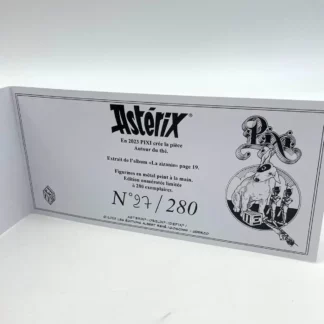 Astérix
En 2023 PIXI crée la pièce
Autour du thé.
Extrait de l'album «La zizanie» page 19.
Figurines en métal peint à la main.
Edition numérotée limitée
à 280 exemplaires.
N°27/280
Pixi